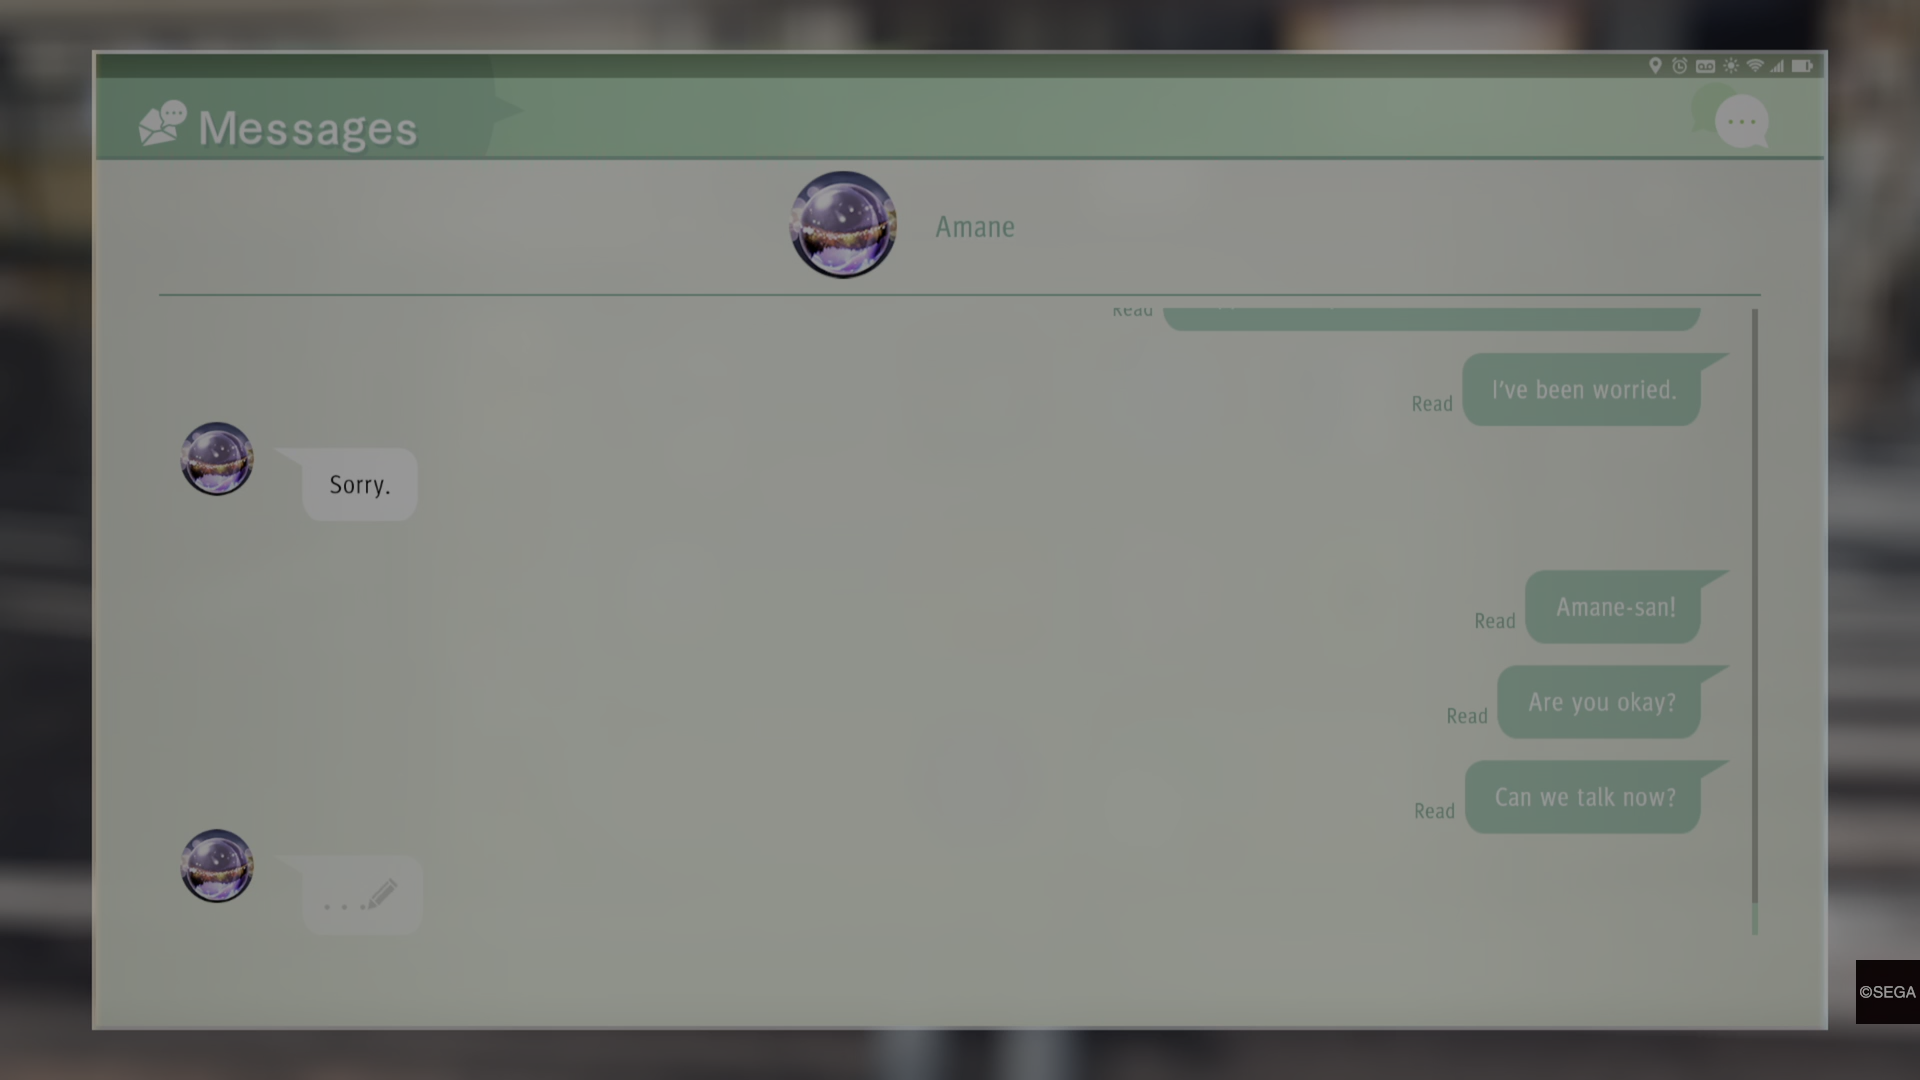 Messages
Amane
Read
I've been worried.
Read
Sorry.
Amane-san!
Read
Are you okay?
Read
Can we talk now?
Read
. . .
©SEGA